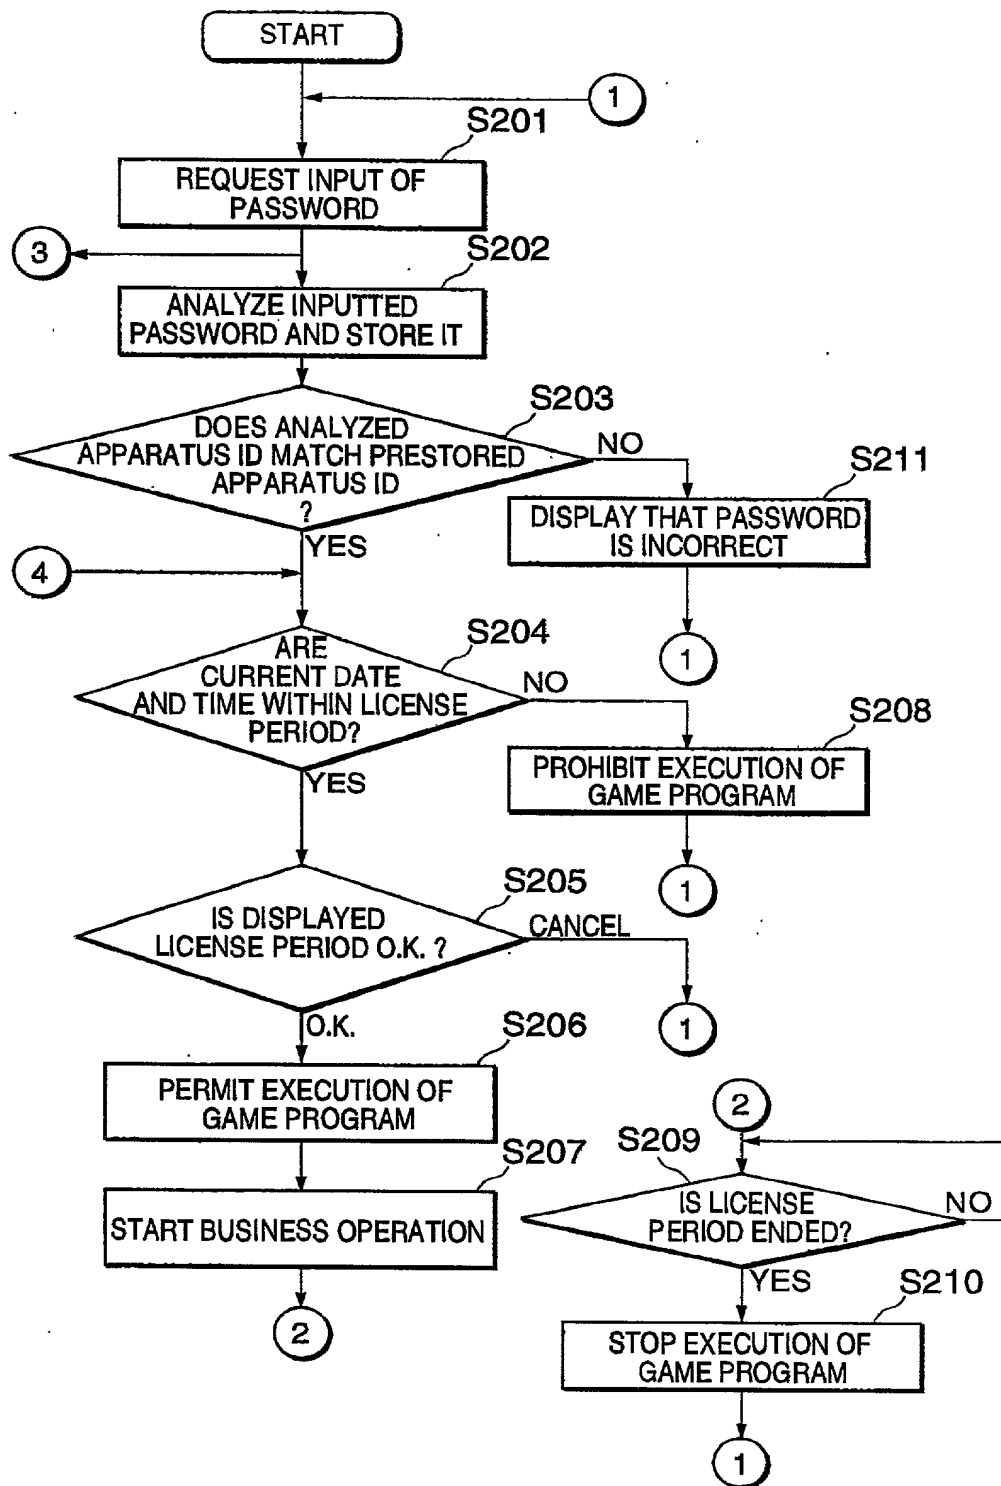 START
1
S201
REQUEST INPUT OF
PASSWORD
3
S202
ANALYZE INPUTTED
PASSWORD AND STORE IT
S203
DOES ANALYZED
APPARATUS ID MATCH PRESTORED
APPARATUS ID
?
NO
YES
S211
DISPLAY THAT PASSWORD
IS INCORRECT
1
4
S204
ARE
CURRENT DATE
AND TIME WITHIN LICENSE
PERIOD?
NO
YES
S208
PROHIBIT EXECUTION OF
GAME PROGRAM
1
S205
IS DISPLAYED
LICENSE PERIOD O.K. ?
CANCEL
O.K.
1
S206
PERMIT EXECUTION OF
GAME PROGRAM
S207
START BUSINESS OPERATION
2
2
S209
IS LICENSE
PERIOD ENDED?
NO
YES
S210
STOP EXECUTION OF
GAME PROGRAM
1